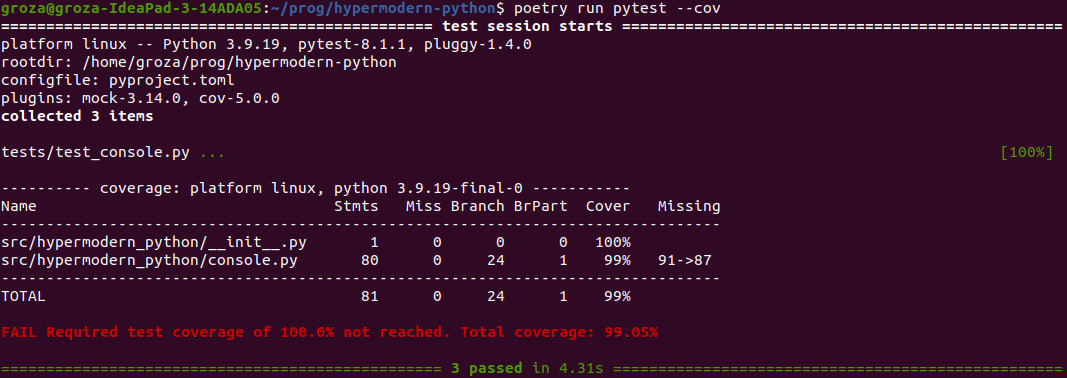 groza@groza-IdeaPad-3-14ADA05:~/prog/hypermodern-python$ poetry run pytest --cov
================================================ test session starts =================================================
platform linux -- Python 3.9.19, pytest-8.1.1, pluggy-1.4.0
rootdir: /home/groza/prog/hypermodern-python
configfile: pyproject.toml
plugins: mock-3.14.0, cov-5.0.0
collected 3 items

tests/test_console.py ...                                                                                      [100%]

---------- coverage: platform linux, python 3.9.19-final-0 -----------
Name                                 Stmts   Miss Branch BrPart  Cover   Missing
--------------------------------------------------------------------------------
src/hypermodern_python/__init__.py       1      0      0      0   100%
src/hypermodern_python/console.py       80      0     24      1    99%   91->87
--------------------------------------------------------------------------------
TOTAL                                   81      0     24      1    99%

FAIL Required test coverage of 100.0% not reached. Total coverage: 99.05%

================================================= 3 passed in 4.31s ==================================================